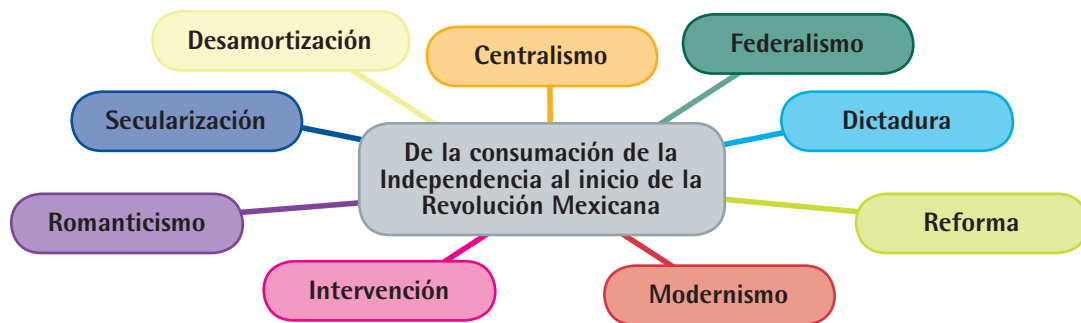 Desamortización
Centralismo
Federalismo
Secularización
Dictadura
De la consumación de la
Independencia al inicio de la
Revolución Mexicana
Romanticismo
Reforma
Intervención
Modernismo